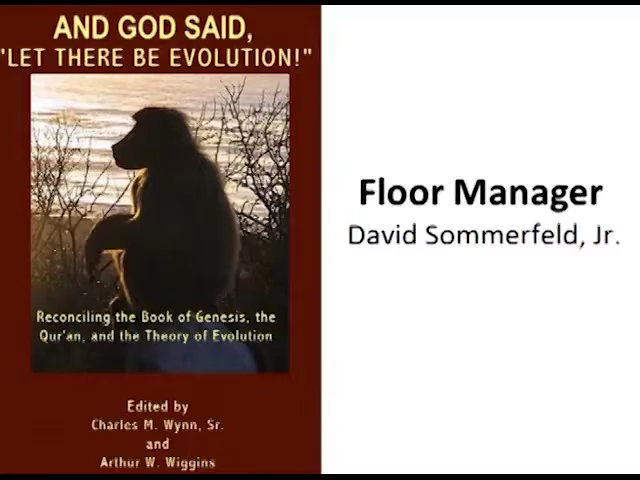 AND GOD SAID,
"LET THERE BE EVOLUTION!"
Reconciling the Book of Genesis, the
Qur'an, and the Theory of Evolution
Edited by
Charles M. Wynn, Sr.
and
Arthur W. Wiggins
Floor Manager
David Sommerfeld, Jr.